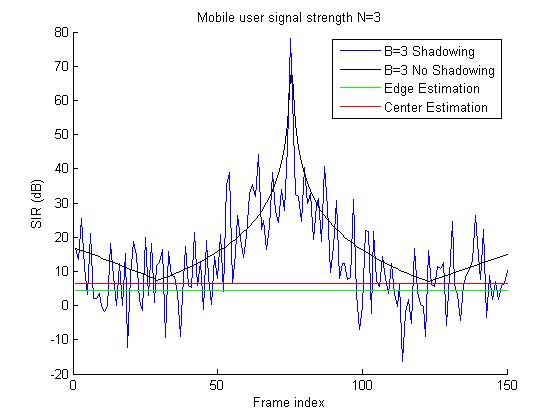 Mobile user signal strength N=3
B=3 Shadowing
B=3 No Shadowing
Edge Estimation
Center Estimation
SIR (dB)
80
70
60
50
40
30
20
10
0
-10
-20
0
50
100
150
Frame index